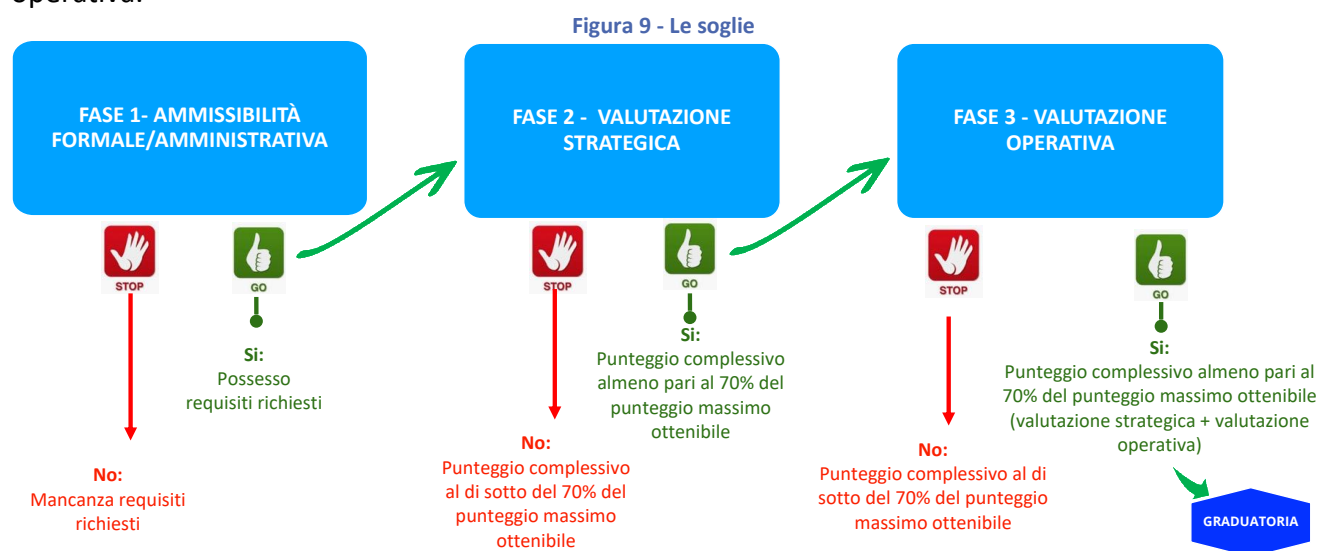 operativa.
Figura 9 - Le soglie
FASE 1- AMMISSIBILITÀ
FORMALE/AMMINISTRATIVA
FASE 2 - VALUTAZIONE
STRATEGICA
FASE 3 - VALUTAZIONE
OPERATIVA
STOP
GO
Si:
Possesso
requisiti richiesti
No:
Mancanza requisiti
richiesti
STOP
GO
Si:
Punteggio complessivo
almeno pari al 70% del
punteggio massimo
ottenibile
No:
Punteggio complessivo
al di sotto del 70% del
punteggio massimo
ottenibile
STOP
GO
Si:
Punteggio complessivo almeno pari al
70% del punteggio massimo ottenibile
(valutazione strategica + valutazione
operativa)
No:
Punteggio complessivo al di
sotto del 70% del punteggio
massimo ottenibile
GRADUATORIA